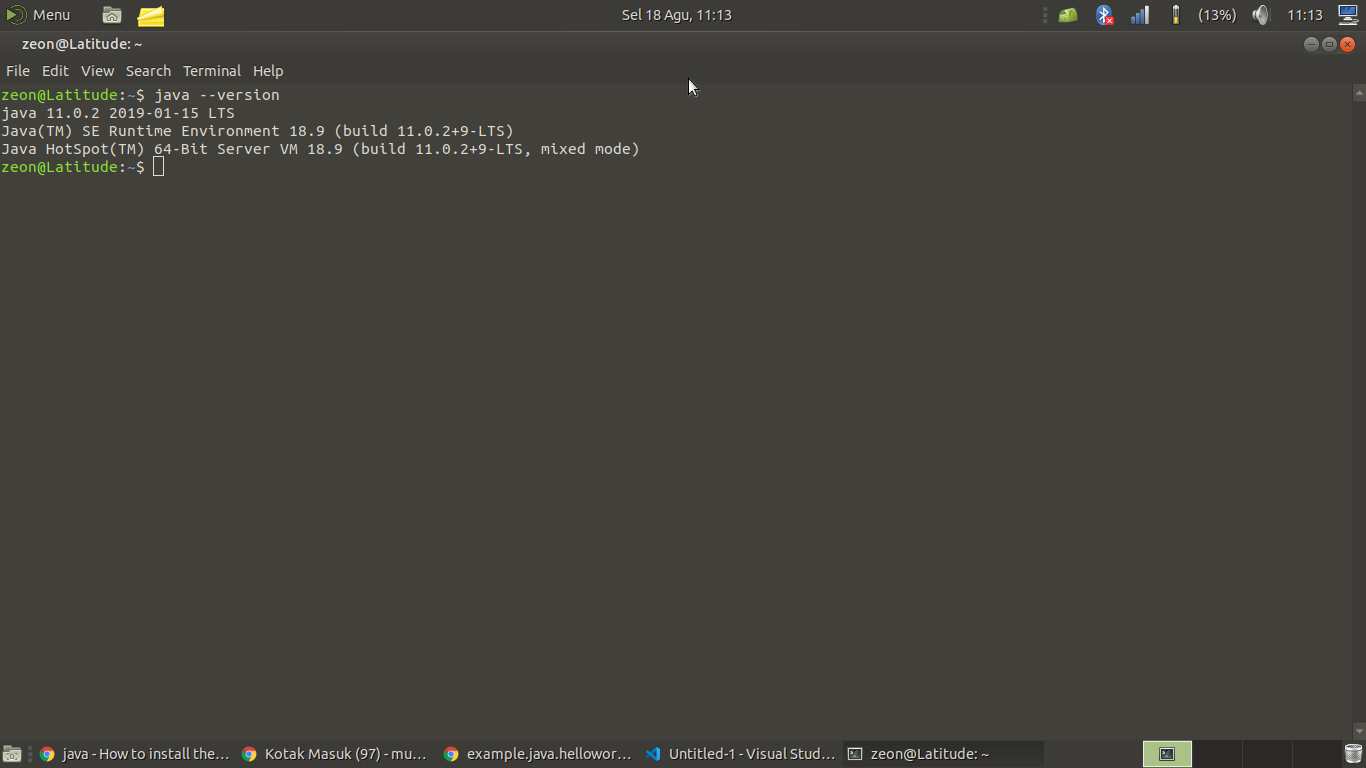 Menu
Sel 18 Agu, 11:13
(13%)
11:13
zeon@Latitude: ~
File Edit View Search Terminal Help
zeon@Latitude:~$ java --version
java 11.0.2 2019-01-15 LTS
Java(TM) SE Runtime Environment 18.9 (build 11.0.2+9-LTS)
Java HotSpot(TM) 64-Bit Server VM 18.9 (build 11.0.2+9-LTS, mixed mode)
zeon@Latitude:~$
java - How to install the...
Kotak Masuk (97) - mu...
example.java.hellowor...
Untitled-1 - Visual Stud...
zeon@Latitude: ~